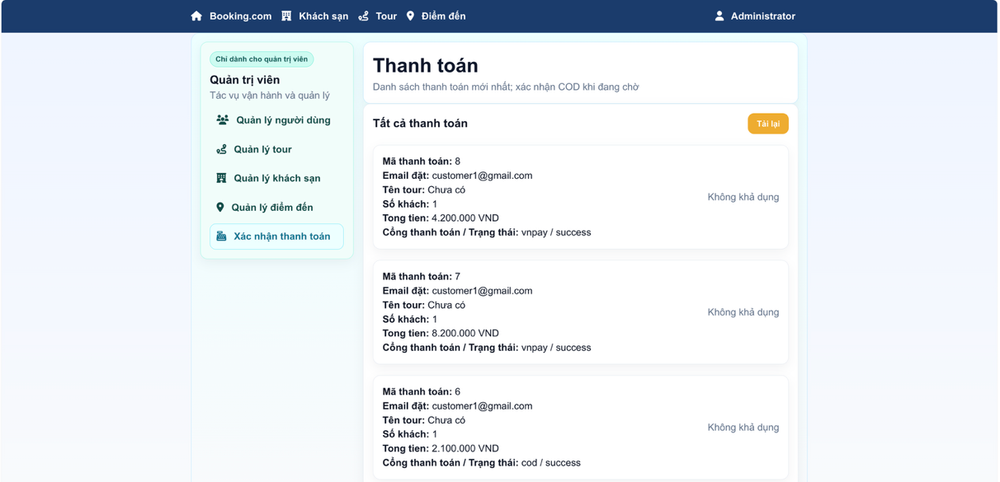 Booking.com Khách sạn Tour Điểm đến Administrator
Chỉ dành cho quản trị viên
Quản trị viên
Tác vụ vận hành và quản lý
Quản lý người dùng
Quản lý tour
Quản lý khách sạn
Quản lý điểm đến
Xác nhận thanh toán
Thanh toán
Danh sách thanh toán mới nhất; xác nhận COD khi đang chờ
Tất cả thanh toán
Tải lại
Mã thanh toán: 8
Email đặt: customer1@gmail.com
Tên tour: Chưa có
Số khách: 1
Tong tien: 4.200.000 VND
Cổng thanh toán / Trạng thái: vnpay / success
Không khả dụng
Mã thanh toán: 7
Email đặt: customer1@gmail.com
Tên tour: Chưa có
Số khách: 1
Tong tien: 8.200.000 VND
Cổng thanh toán / Trạng thái: vnpay / success
Không khả dụng
Mã thanh toán: 6
Email đặt: customer1@gmail.com
Tên tour: Chưa có
Số khách: 1
Tong tien: 2.100.000 VND
Cổng thanh toán / Trạng thái: cod / success
Không khả dụng